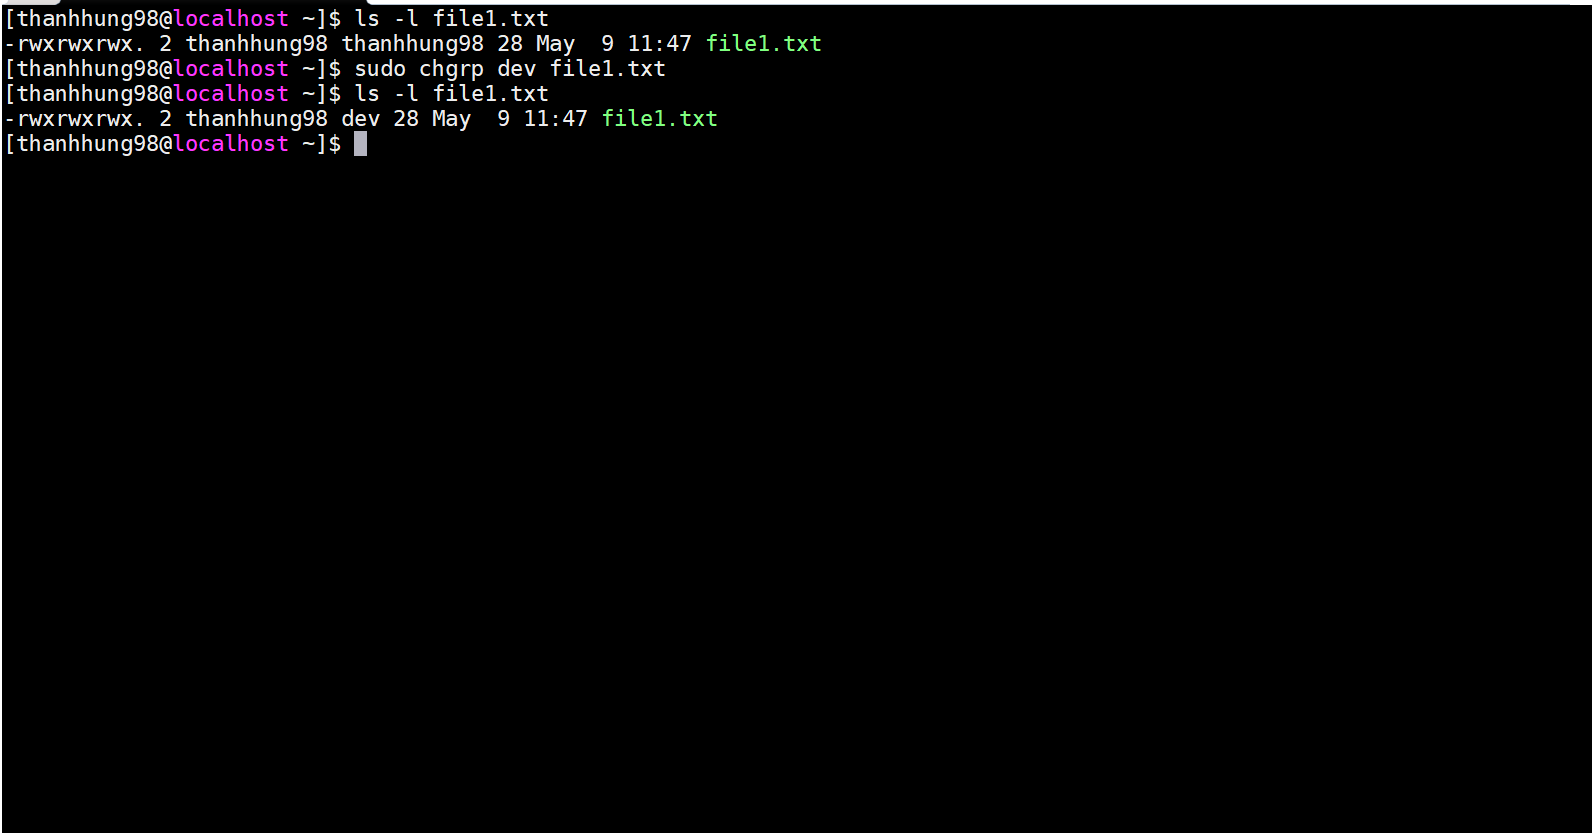 [thanhhung98@localhost ~]$ ls -l file1.txt
-rwxrwxrwx. 2 thanhhung98 thanhhung98 28 May  9 11:47 file1.txt
[thanhhung98@localhost ~]$ sudo chgrp dev file1.txt
[thanhhung98@localhost ~]$ ls -l file1.txt
-rwxrwxrwx. 2 thanhhung98 dev 28 May  9 11:47 file1.txt
[thanhhung98@localhost ~]$